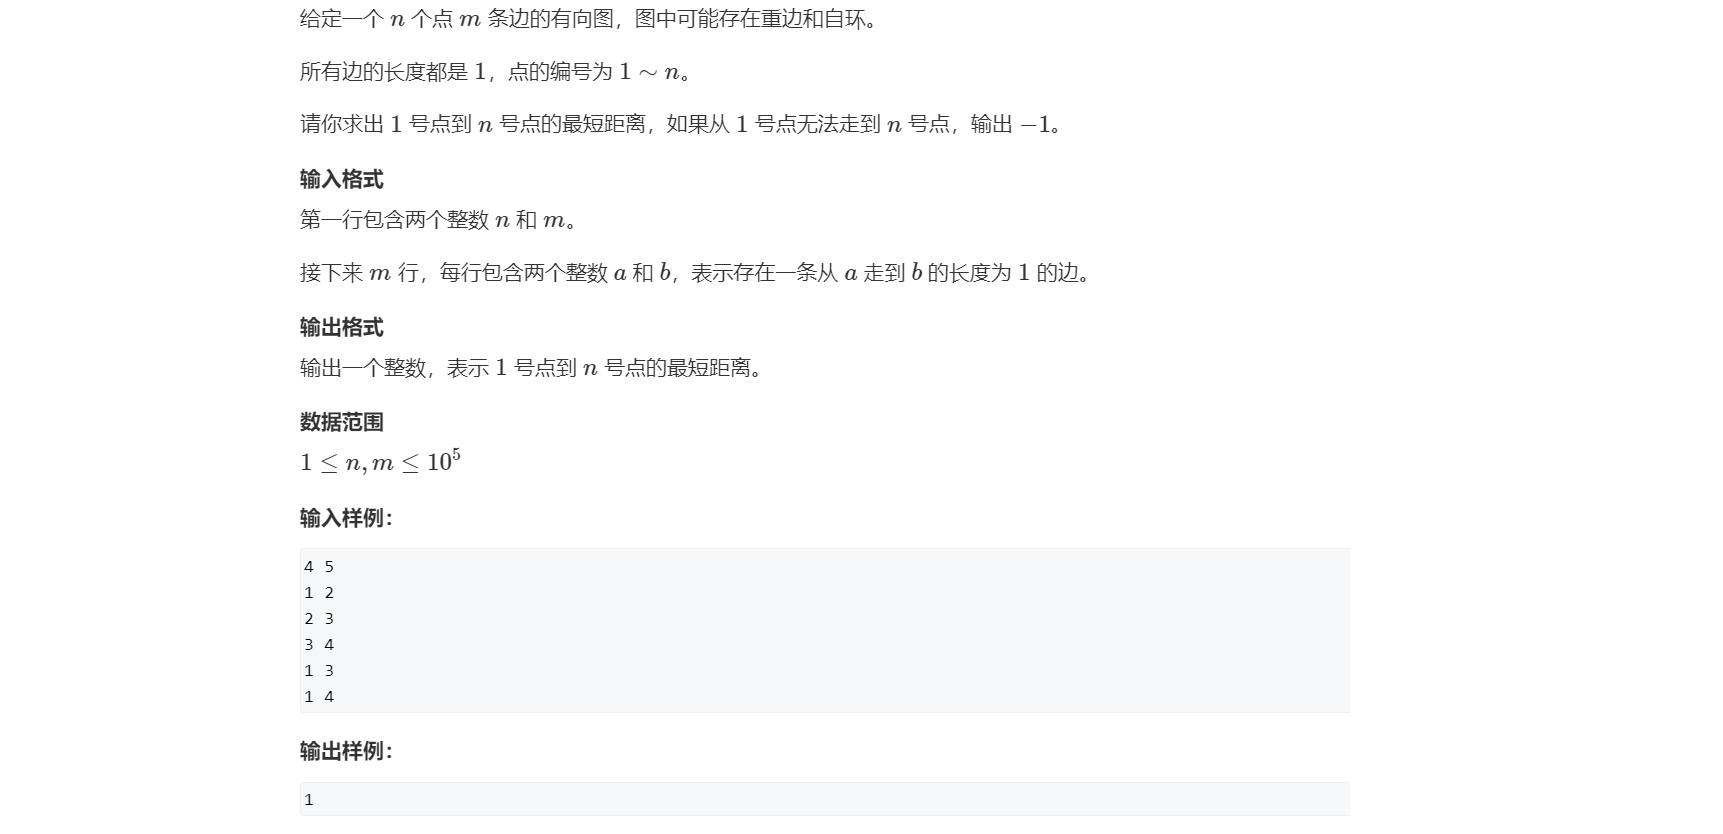 给定一个 n 个点 m 条边的有向图，图中可能存在重边和自环。
所有边的长度都是 1，点的编号为 1 ∼ n。
请你求出 1 号点到 n 号点的最短距离，如果从 1 号点无法走到 n 号点，输出 −1。
输入格式
第一行包含两个整数 n 和 m。
接下来 m 行，每行包含两个整数 a 和 b，表示存在一条从 a 走到 b 的长度为 1 的边。
输出格式
输出一个整数，表示 1 号点到 n 号点的最短距离。
数据范围
1 ≤ n, m ≤ 10⁵
输入样例：
4 5
1 2
2 3
3 4
1 3
1 4
输出样例：
1